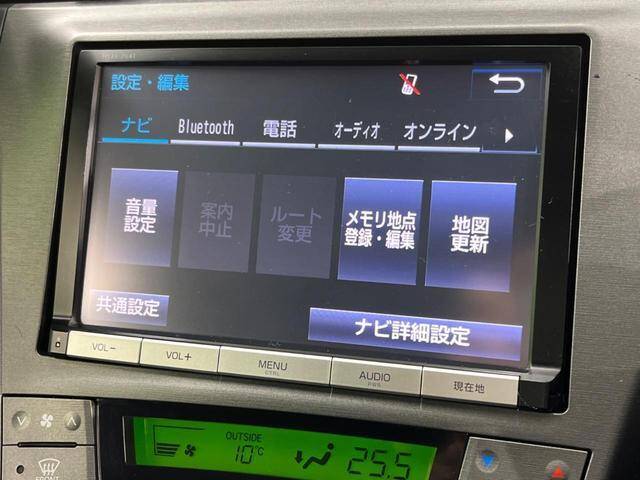 設定・編集
ナビ Bluetooth 電話 オーディオ オンライン
音量
設定
案内
中止
ルート
変更
メモリ地点
登録・編集
地図
更新
共通設定
ナビ詳細設定
VOL− VOL+ MENU AUDIO 現在地
CTRL PWR
OUTSIDE
10°C 25.5
FRONT